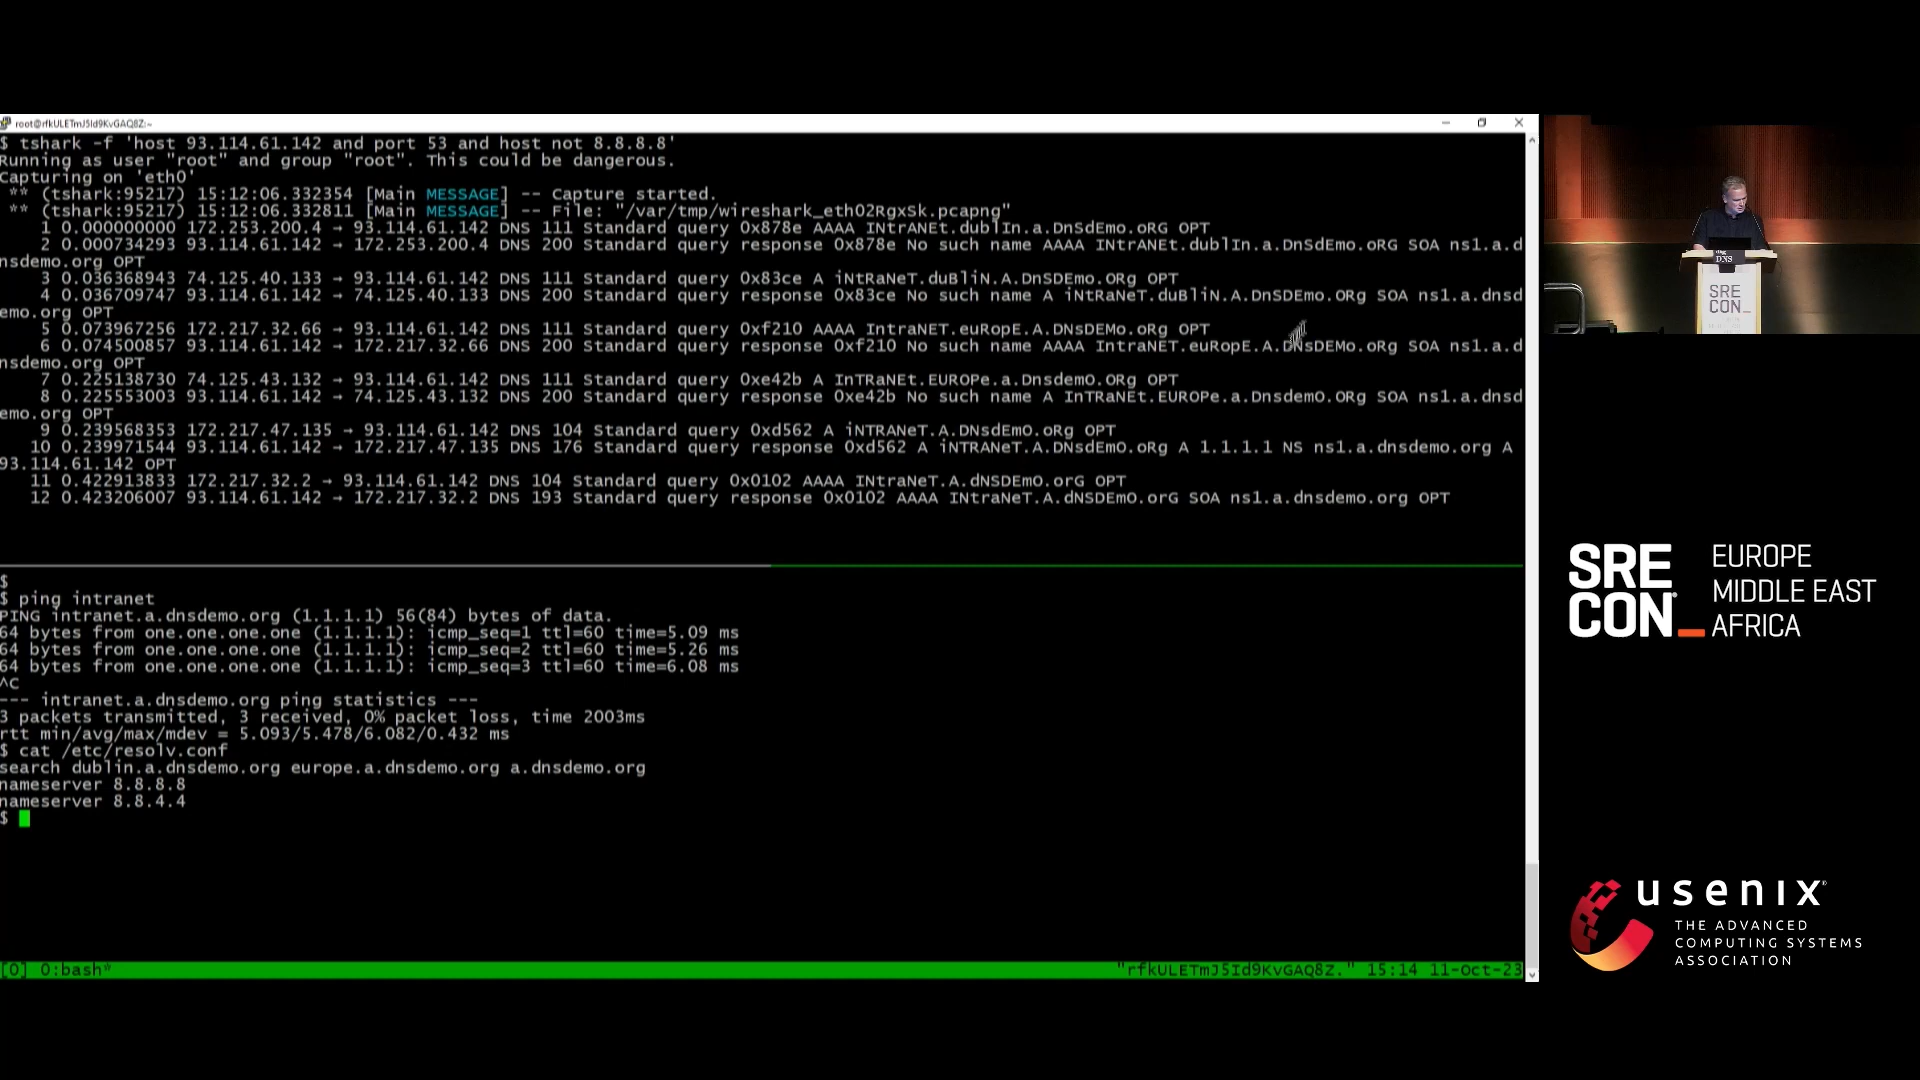 root@rfkULETmJ5Id9KvGAQ8Z:~
$ tshark -f 'host 93.114.61.142 and port 53 and host not 8.8.8.8'
Running as user "root" and group "root". This could be dangerous.
Capturing on 'eth0'
 ** (tshark:95217) 15:12:06.332354 [Main MESSAGE] -- Capture started.
 ** (tshark:95217) 15:12:06.332811 [Main MESSAGE] -- File: "/var/tmp/wireshark_eth02RgxSk.pcapng"
1 0.000000000 172.253.200.4 → 93.114.61.142 DNS 111 Standard query 0x878e AAAA INtrANEt.dublIn.a.DnSdEmo.oRG OPT
2 0.000734293 93.114.61.142 → 172.253.200.4 DNS 200 Standard query response 0x878e No such name AAAA INtrANEt.dublIn.a.DnSdEmo.oRG SOA ns1.a.d
nsdemo.org OPT
3 0.036368943 74.125.40.133 → 93.114.61.142 DNS 111 Standard query 0x83ce A iNtRaNeT.duBliN.A.DnSDEmo.ORg OPT
4 0.036709747 93.114.61.142 → 74.125.40.133 DNS 200 Standard query response 0x83ce No such name A iNtRaNeT.duBliN.A.DnSDEmo.ORg SOA ns1.a.dnsd
emo.org OPT
5 0.073967256 172.217.32.66 → 93.114.61.142 DNS 111 Standard query 0xf210 AAAA IntraNET.euRopE.A.DNsDEMo.oRg OPT
6 0.074500857 93.114.61.142 → 172.217.32.66 DNS 200 Standard query response 0xf210 No such name AAAA IntraNET.euRopE.A.DNsDEMo.oRg SOA ns1.a.d
nsdemo.org OPT
7 0.225138730 74.125.43.132 → 93.114.61.142 DNS 111 Standard query 0xe42b A InTRaNEt.EUROPe.a.DnsdemO.ORg OPT
8 0.225553003 93.114.61.142 → 74.125.43.132 DNS 200 Standard query response 0xe42b No such name A InTRaNEt.EUROPe.a.DnsdemO.ORg SOA ns1.a.dnsd
emo.org OPT
9 0.239568353 172.217.47.135 → 93.114.61.142 DNS 104 Standard query 0xd562 A iNTRANeT.A.DNsdEmO.oRg OPT
10 0.239971544 93.114.61.142 → 172.217.47.135 DNS 176 Standard query response 0xd562 A iNTRANeT.A.DNsdEmO.oRg A 1.1.1.1 NS ns1.a.dnsdemo.org A
93.114.61.142 OPT
11 0.422913833 172.217.32.2 → 93.114.61.142 DNS 104 Standard query 0x0102 AAAA INtraNeT.A.dNSDEmO.orG OPT
12 0.423206007 93.114.61.142 → 172.217.32.2 DNS 193 Standard query response 0x0102 AAAA INtraNeT.A.dNSDEmO.orG SOA ns1.a.dnsdemo.org OPT
$
$ ping intranet
PING intranet.a.dnsdemo.org (1.1.1.1) 56(84) bytes of data.
64 bytes from one.one.one.one (1.1.1.1): icmp_seq=1 ttl=60 time=5.09 ms
64 bytes from one.one.one.one (1.1.1.1): icmp_seq=2 ttl=60 time=5.26 ms
64 bytes from one.one.one.one (1.1.1.1): icmp_seq=3 ttl=60 time=6.08 ms
^C
--- intranet.a.dnsdemo.org ping statistics ---
3 packets transmitted, 3 received, 0% packet loss, time 2003ms
rtt min/avg/max/mdev = 5.093/5.478/6.082/0.432 ms
$ cat /etc/resolv.conf
search dublin.a.dnsdemo.org europe.a.dnsdemo.org a.dnsdemo.org
nameserver 8.8.8.8
nameserver 8.8.4.4
$
[0] 0:bash* "rfkULETmJ5Id9KvGAQ8Z." 15:14 11-Oct-23
DNS
SRE
CON_
SRE
CON_
EUROPE
MIDDLE EAST
AFRICA
usenix
THE ADVANCED
COMPUTING SYSTEMS
ASSOCIATION